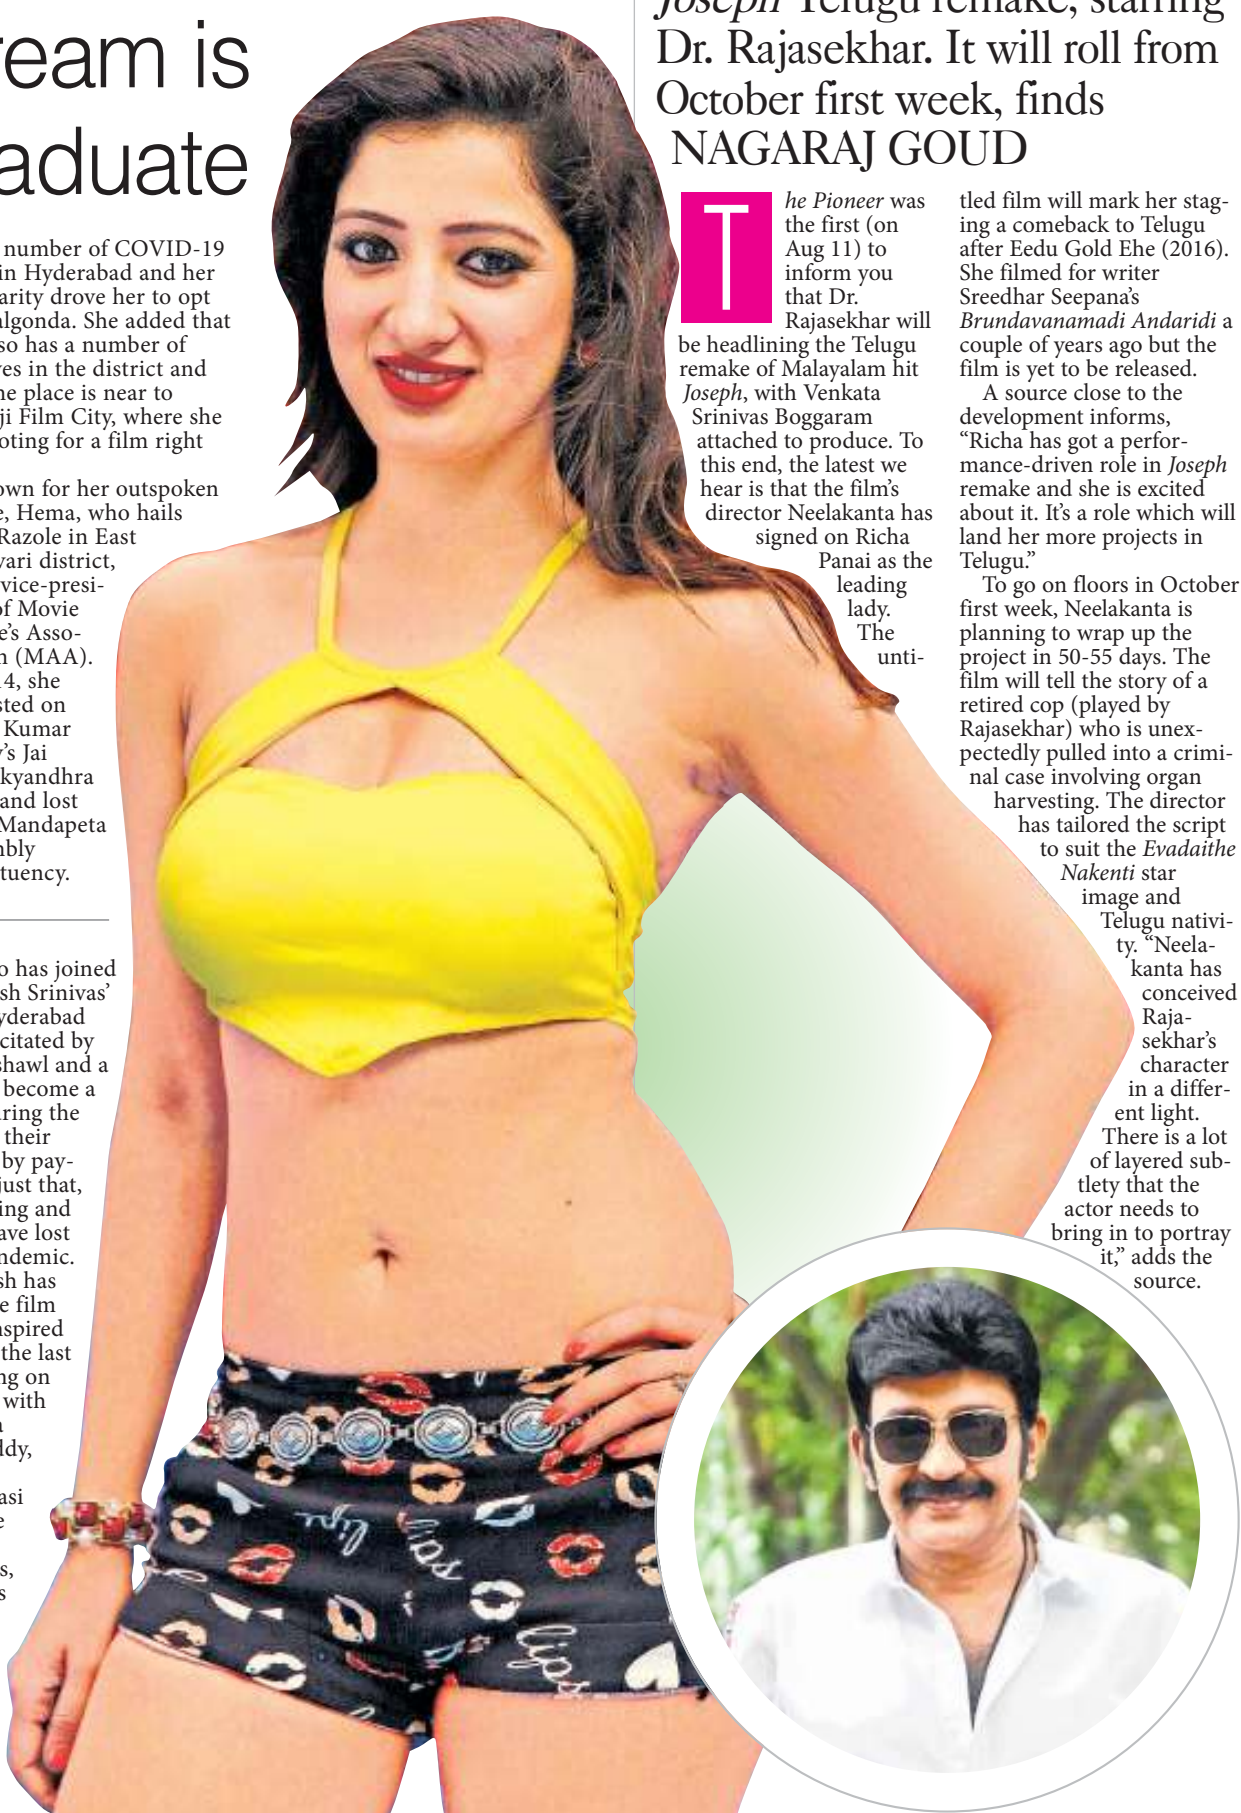 ream is
aduate
number of COVID-19
in Hyderabad and her
arity drove her to opt
algonda. She added that
so has a number of
ves in the district and
he place is near to
ji Film City, where she
oting for a film right
own for her outspoken
e, Hema, who hails
Razole in East
vari district,
vice-presi-
of Movie
e's Asso-
n (MAA).
14, she
sted on
Kumar
y's Jai
kyandhra
and lost
Mandapeta
mbly
tuency.
o has joined
sh Srinivas'
yderabad
citated by
shawl and a
become a
uring the
their
by pay-
just that,
ing and
ave lost
ndemic.
sh has
e film
nspired
the last
ng on
with
a
ddy,
asi
e
s,
s
Joseph Telugu remake, starring
Dr. Rajasekhar. It will roll from
October first week, finds
NAGARAJ GOUD
The Pioneer was
the first (on
Aug 11) to
inform you
that Dr.
Rajasekhar will
be headlining the Telugu
remake of Malayalam hit
Joseph, with Venkata
Srinivas Boggaram
attached to produce. To
this end, the latest we
hear is that the film's
director Neelakanta has
signed on Richa
Panai as the
leading
lady.
The
unti-
tled film will mark her stag-
ing a comeback to Telugu
after Eedu Gold Ehe (2016).
She filmed for writer
Sreedhar Seepana's
Brundavanamadi Andaridi a
couple of years ago but the
film is yet to be released.
A source close to the
development informs,
“Richa has got a perfor-
mance-driven role in Joseph
remake and she is excited
about it. It's a role which will
land her more projects in
Telugu.”
To go on floors in October
first week, Neelakanta is
planning to wrap up the
project in 50-55 days. The
film will tell the story of a
retired cop (played by
Rajasekhar) who is unex-
pectedly pulled into a crimi-
nal case involving organ
harvesting. The director
has tailored the script
to suit the Evadaithe
Nakenti star
image and
Telugu nativi-
ty. “Neela-
kanta has
conceived
Raja-
sekhar's
character
in a differ-
ent light.
There is a lot
of layered sub-
tlety that the
actor needs to
bring in to portray
it,” adds the
source.
lips